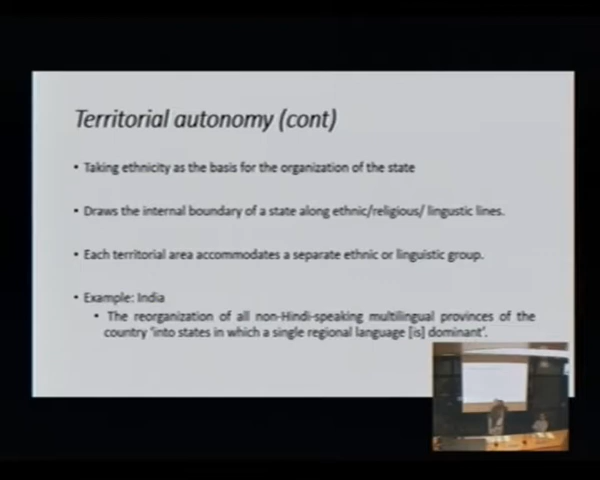 Territorial autonomy (cont)
• Taking ethnicity as the basis for the organization of the state
• Draws the internal boundary of a state along ethnic/religious/ lingustic lines.
• Each territorial area accommodates a separate ethnic or linguistic group.
• Example: India
• The reorganization of all non-Hindi-speaking multilingual provinces of the
country 'into states in which a single regional language [is] dominant'.